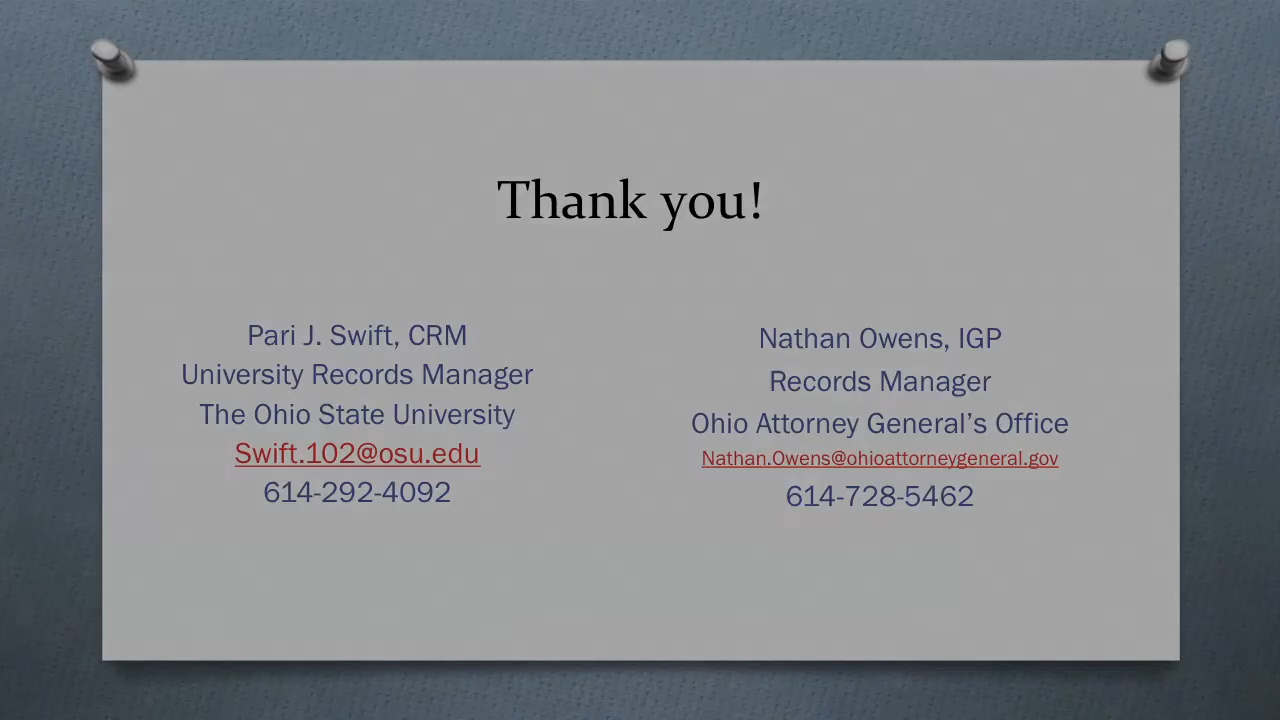 Thank you!
Pari J. Swift, CRM
University Records Manager
The Ohio State University
Swift.102@osu.edu
614-292-4092
Nathan Owens, IGP
Records Manager
Ohio Attorney General’s Office
Nathan.Owens@ohioattorneygeneral.gov
614-728-5462